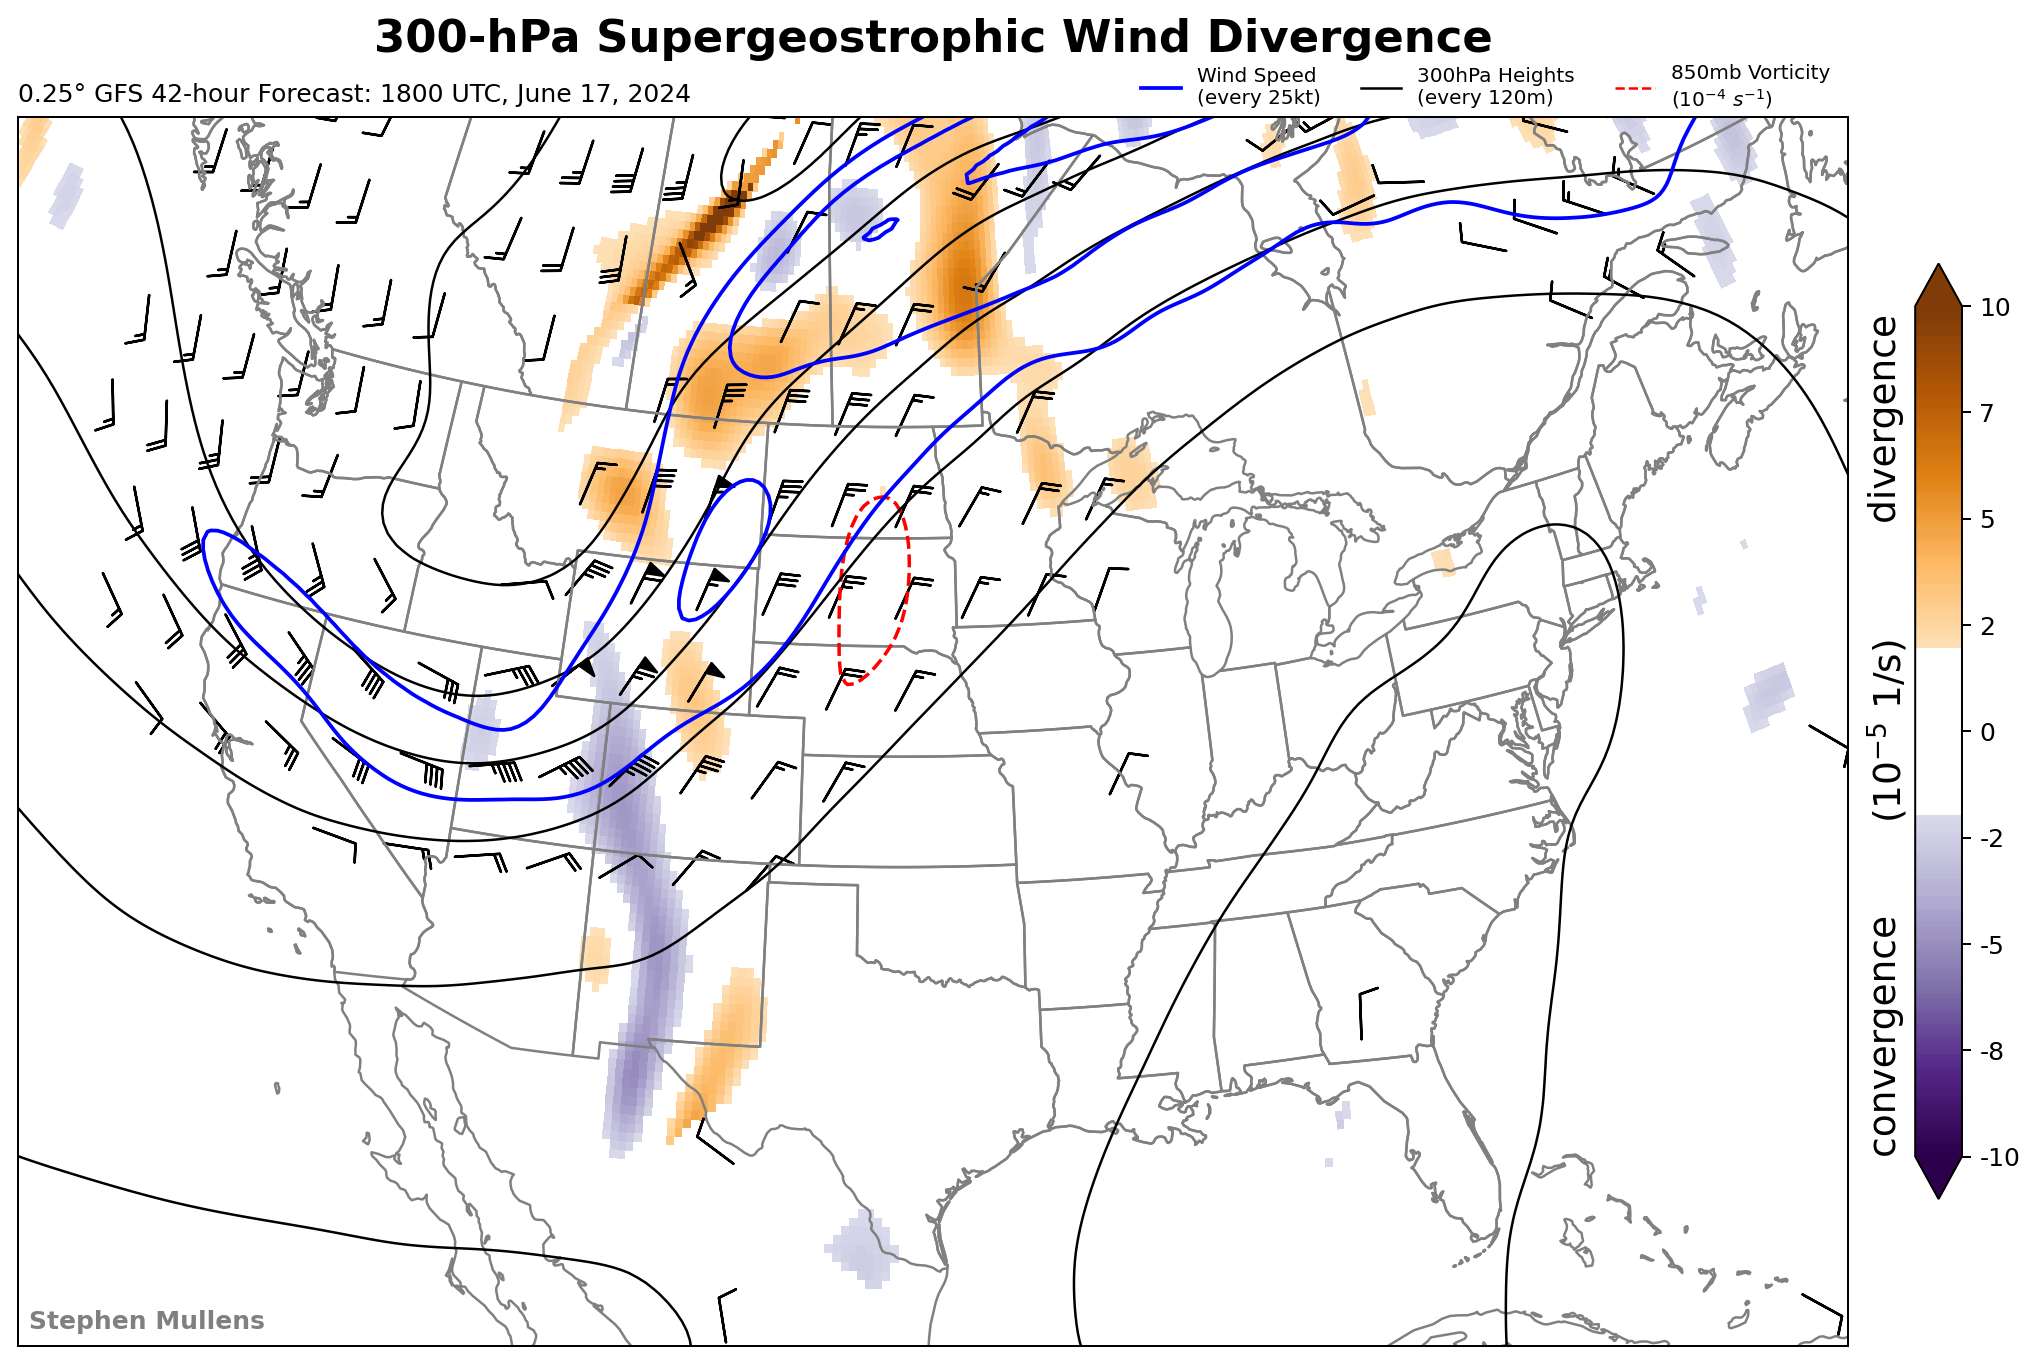 300-hPa Supergeostrophic Wind Divergence
0.25° GFS 42-hour Forecast: 1800 UTC, June 17, 2024
Wind Speed
(every 25kt)
300hPa Heights
(every 120m)
850mb Vorticity
(10⁻⁴ s⁻¹)
10
7
5
2
0
-2
-5
-8
-10
convergence (10⁻⁵ 1/s) divergence
Stephen Mullens